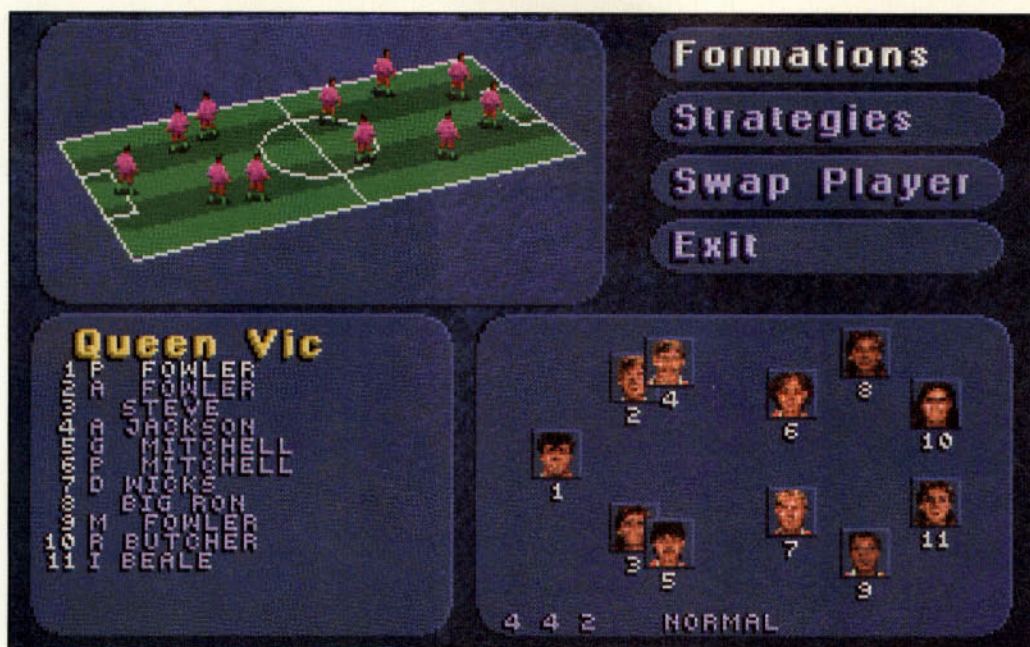 Formations
Strategies
Swap Player
Exit
Queen Vic
1 P FOWLER
2 A FOWLER
3 STEVE
4 A JACKSON
5 G MITCHELL
6 P MITCHELL
7 D WICKS
8 BIG RON
9 M FOWLER
10 R BUTCHER
11 I BEALE
1
2
3
4
5
6
7
8
9
10
11
4 4 2 NORMAL